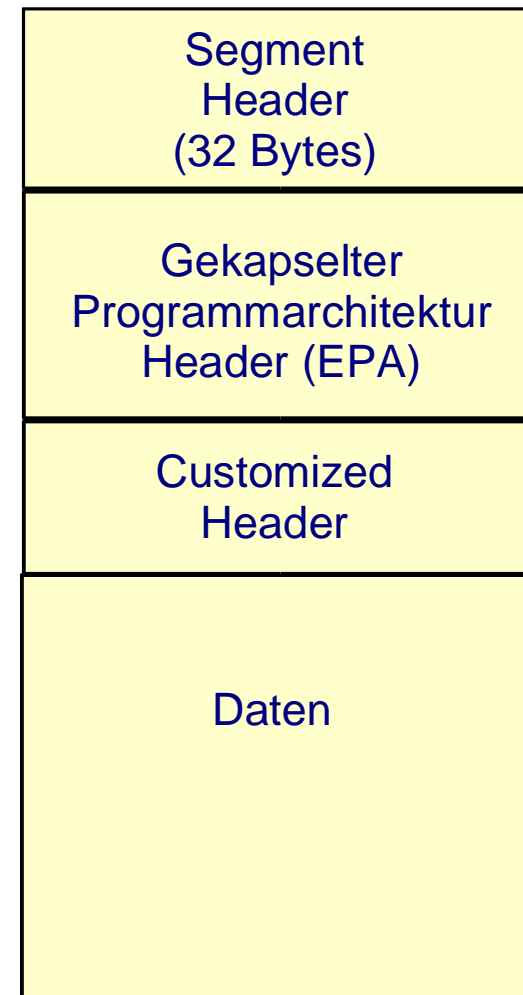 Segment
Header
(32 Bytes)
Gekapselter
Programmarchitektur
Header (EPA)
Customized
Header
Daten